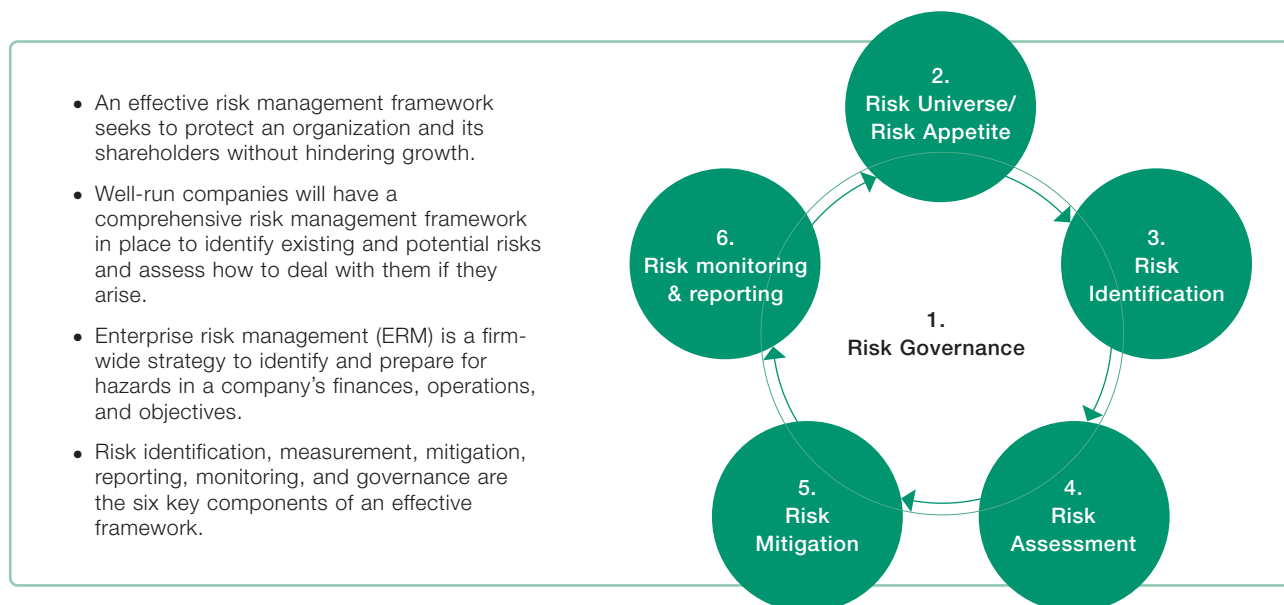 • An effective risk management framework
seeks to protect an organization and its
shareholders without hindering growth.
• Well-run companies will have a
comprehensive risk management framework
in place to identify existing and potential risks
and assess how to deal with them if they
arise.
• Enterprise risk management (ERM) is a firm-
wide strategy to identify and prepare for
hazards in a company’s finances, operations,
and objectives.
• Risk identification, measurement, mitigation,
reporting, monitoring, and governance are
the six key components of an effective
framework.
1.
Risk Governance
2.
Risk Universe/
Risk Appetite
3.
Risk
Identification
4.
Risk
Assessment
5.
Risk
Mitigation
6.
Risk monitoring
& reporting